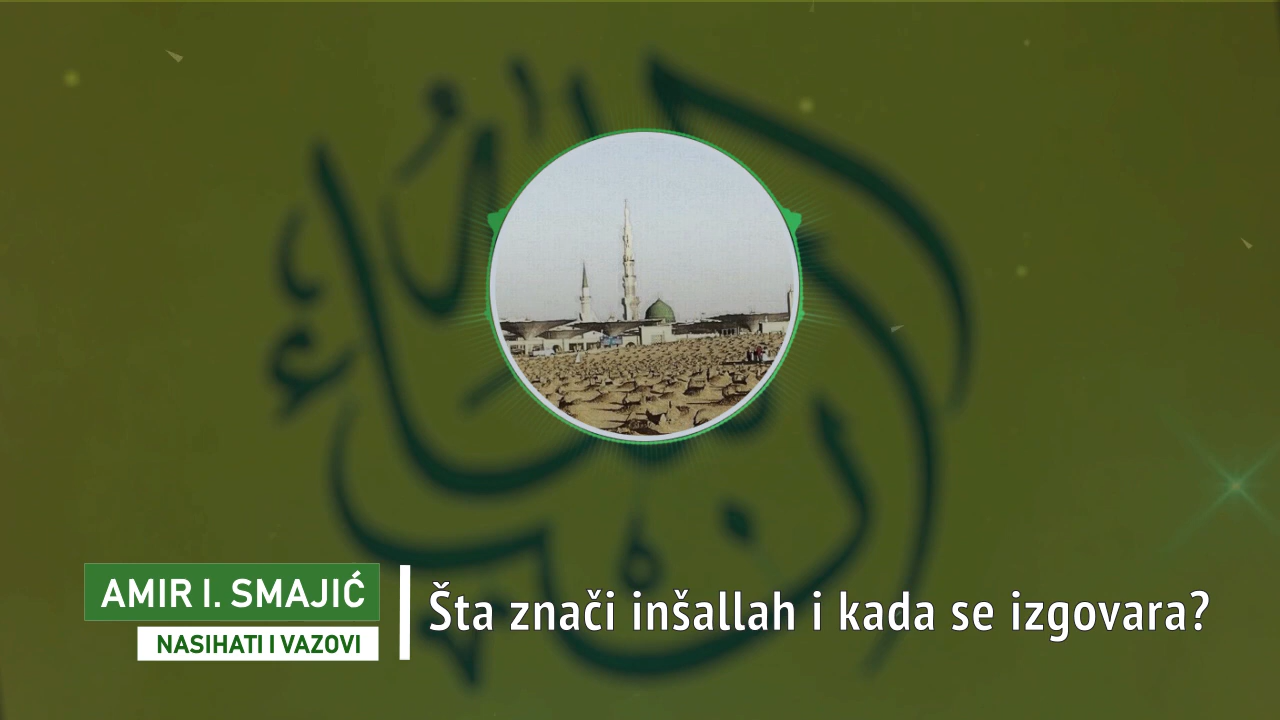 AMIR I. SMAJIĆ
NASIHATI I VAZOVI
Šta znači inšallah i kada se izgovara?